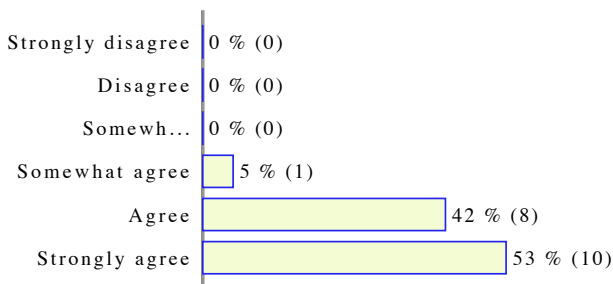 Strongly disagree 0 % (0)
Disagree 0 % (0)
Somewh... 0 % (0)
Somewhat agree 5 % (1)
Agree 42 % (8)
Strongly agree 53 % (10)